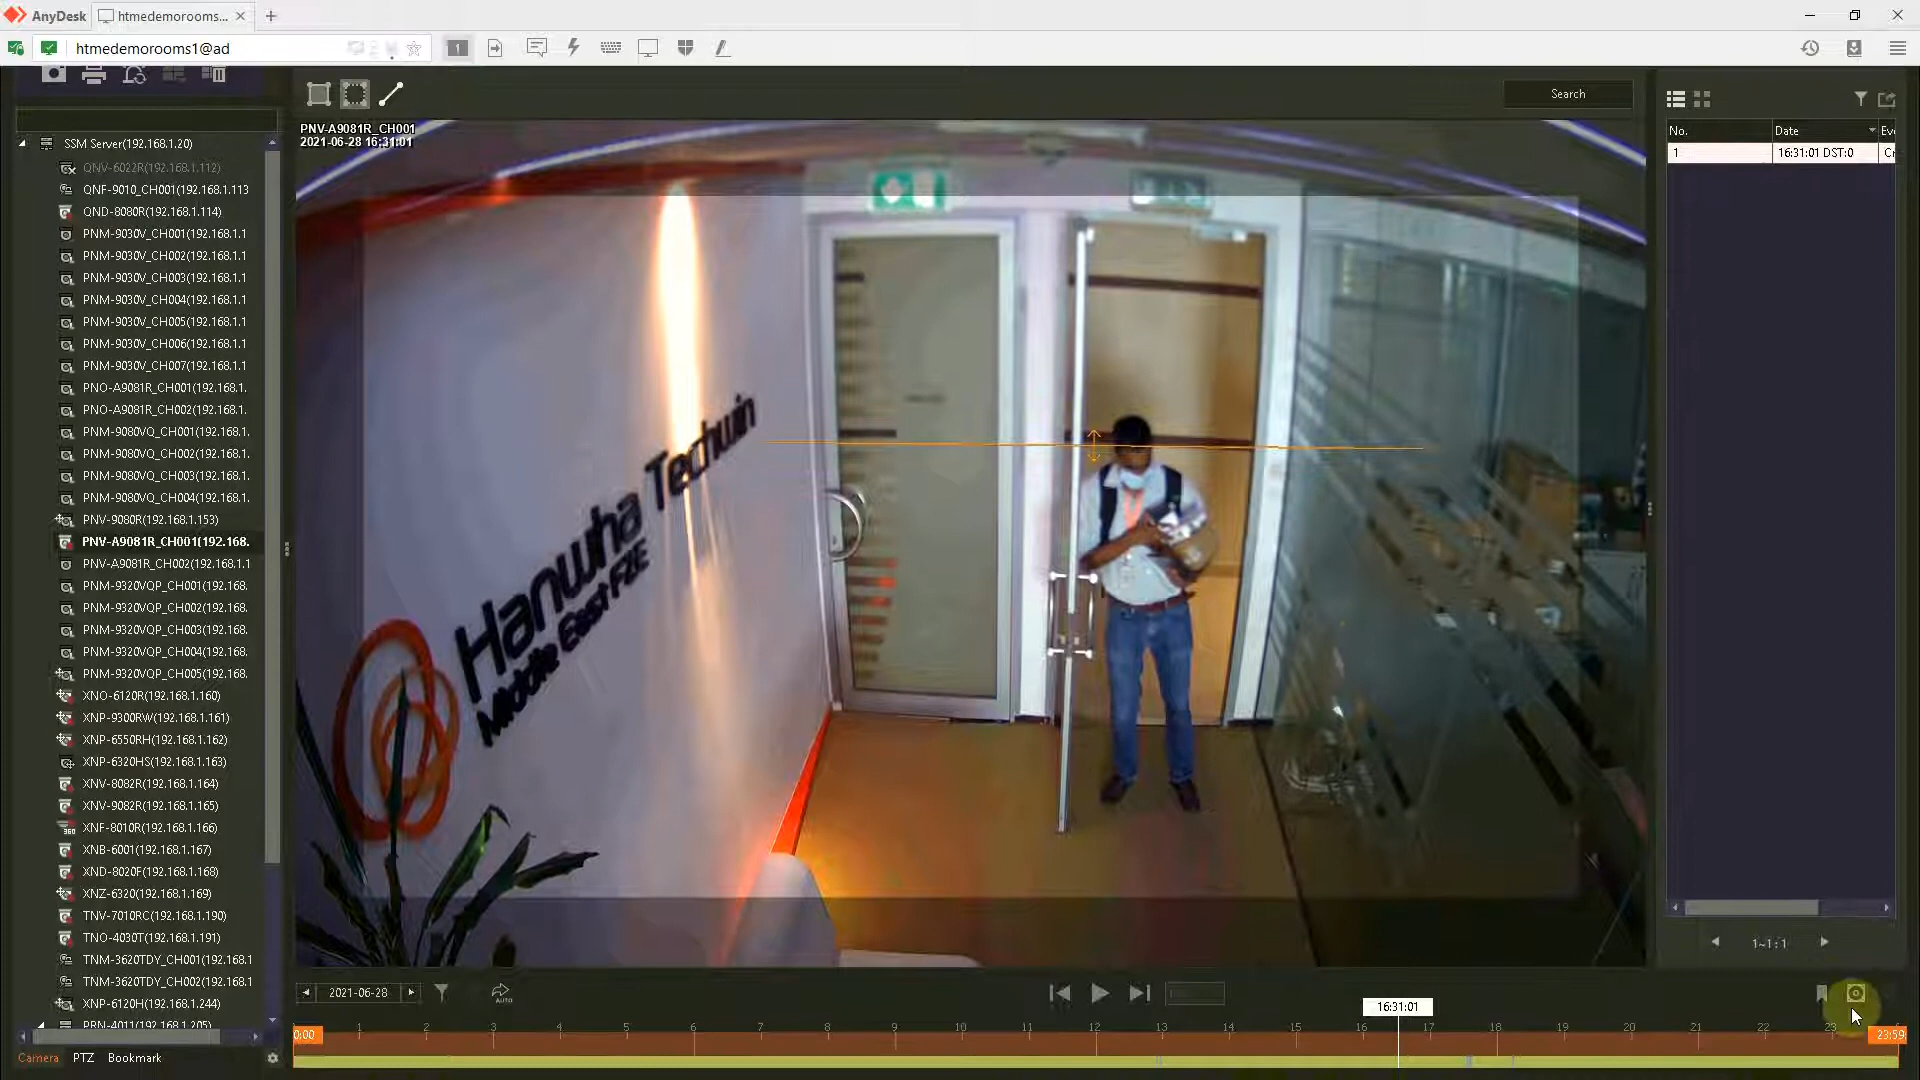 AnyDesk
htmedemorooms...
htmedemorooms1@ad
1
Search
PNV-A9081R_CH001
2021-06-28 16:31:01
SSM Server(192.168.1.20)
QNV-6022R(192.168.1.112)
QNF-9010_CH001(192.168.1.113
QND-8080R(192.168.1.114)
PNM-9030V_CH001(192.168.1.1
PNM-9030V_CH002(192.168.1.1
PNM-9030V_CH003(192.168.1.1
PNM-9030V_CH004(192.168.1.1
PNM-9030V_CH005(192.168.1.1
PNM-9030V_CH006(192.168.1.1
PNM-9030V_CH007(192.168.1.1
PNO-A9081R_CH001(192.168.1.
PNO-A9081R_CH002(192.168.1.
PNM-9080VQ_CH001(192.168.1.
PNM-9080VQ_CH002(192.168.1.
PNM-9080VQ_CH003(192.168.1.
PNM-9080VQ_CH004(192.168.1.
PNV-9080R(192.168.1.153)
PNV-A9081R_CH001(192.168.
PNV-A9081R_CH002(192.168.1.1
PNM-9320VQP_CH001(192.168.
PNM-9320VQP_CH002(192.168.
PNM-9320VQP_CH003(192.168.
PNM-9320VQP_CH004(192.168.
PNM-9320VQP_CH005(192.168.
XNO-6120R(192.168.1.160)
XNP-9300RW(192.168.1.161)
XNP-6550RH(192.168.1.162)
XNP-6320HS(192.168.1.163)
XNV-8082R(192.168.1.164)
XNV-9082R(192.168.1.165)
XNF-8010R(192.168.1.166)
XNB-6001(192.168.1.167)
XND-8020F(192.168.1.168)
XNZ-6320(192.168.1.169)
TNV-7010RC(192.168.1.190)
TNO-4030T(192.168.1.191)
TNM-3620TDY_CH001(192.168.1
TNM-3620TDY_CH002(192.168.1
XNP-6120H(192.168.1.244)
PRN-4011(192.168.1.205)
Camera PTZ Bookmark
Hanwha Techwin
Middle East FZE
No. Date Eve
1 16:31:01 DST:0 Cr
1~1 : 1
2021-06-28
AUTO
16:31:01
0:00 1 2 3 4 5 6 7 8 9 10 11 12 13 14 15 16 17 18 19 20 21 22 23 23:59: